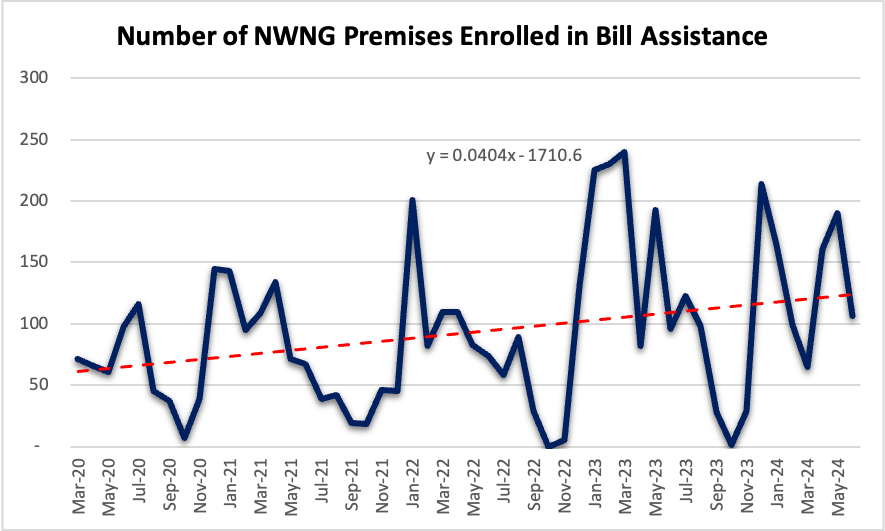 Number of NWNG Premises Enrolled in Bill Assistance
300
250
y = 0.0404x - 1710.6
200
150
100
50
-
Mar-20
May-20
Jul-20
Sep-20
Nov-20
Jan-21
Mar-21
May-21
Jul-21
Sep-21
Nov-21
Jan-22
Mar-22
May-22
Jul-22
Sep-22
Nov-22
Jan-23
Mar-23
May-23
Jul-23
Sep-23
Nov-23
Jan-24
Mar-24
May-24